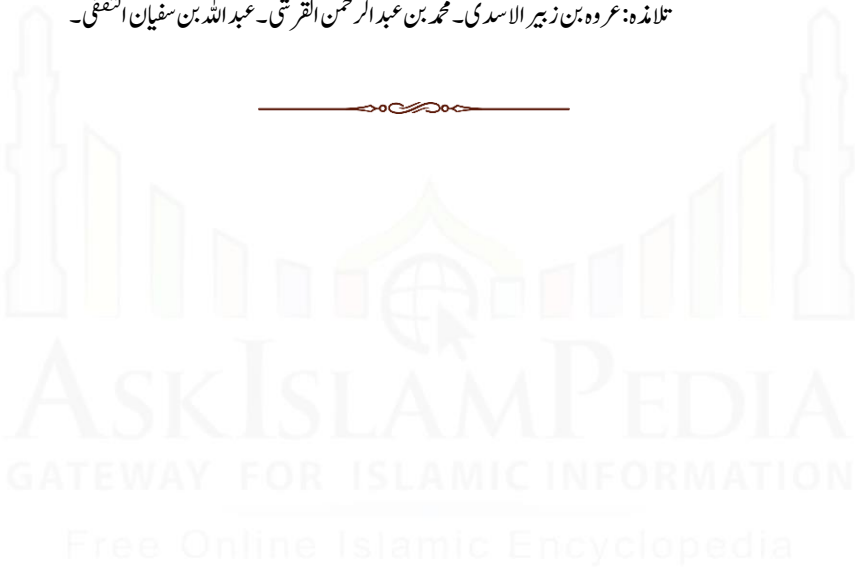 تلامذہ: عروہ بن زبیر الاسدی۔ محمد بن عبد الرحمن القرشی۔ عبد اللہ بن سفیان الثقفی۔
ASKISLAMPEDIA
GATEWAY FOR ISLAMIC INFORMATION
Free Online Islamic Encyclopedia